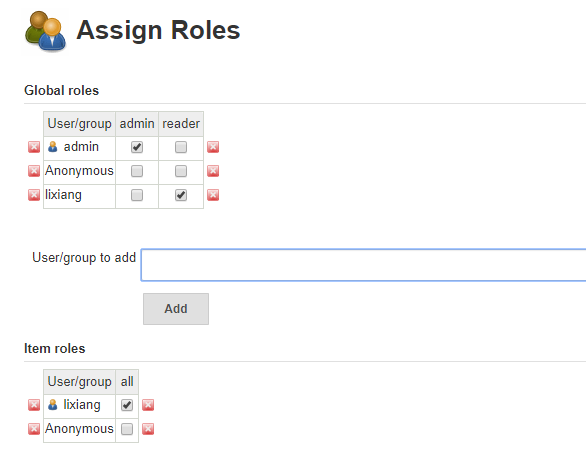 Assign Roles
Global roles
User/group admin reader
admin
Anonymous
lixiang
User/group to add
Add
Item roles
User/group all
lixiang
Anonymous